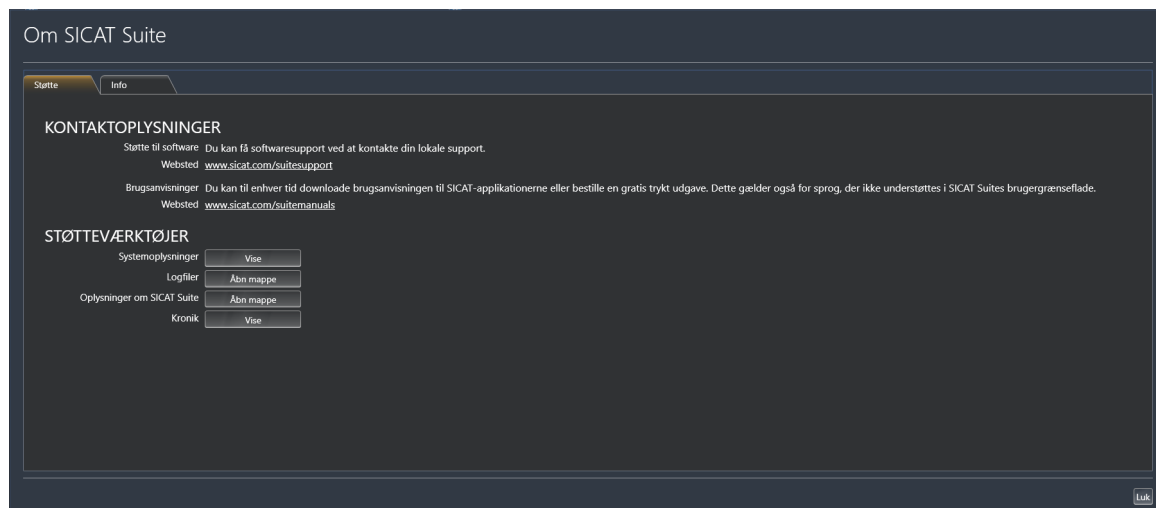 Om SICAT Suite
Støtte
Info
KONTAKTOPLYSNINGER
Støtte til software Du kan få softwaresupport ved at kontakte din lokale support.
Websted www.sicat.com/suitesupport
Brugsanvisninger Du kan til enhver tid downloade brugsanvisningen til SICAT-applikationerne eller bestille en gratis trykt udgave. Dette gælder også for sprog, der ikke understøttes i SICAT Suites brugergrænseflade.
Websted www.sicat.com/suitemanuals
STØTTEVÆRKTØJER
Systemoplysninger Vise
Logfiler Åbn mappe
Oplysninger om SICAT Suite Åbn mappe
Kronik Vise
Luk